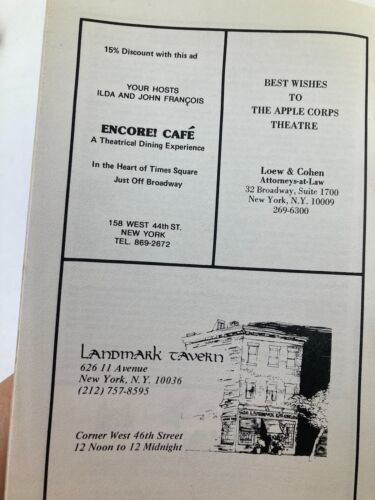 15% Discount with this ad
YOUR HOSTS
ILDA AND JOHN FRANÇOIS
ENCORE! CAFÉ
A Theatrical Dining Experience
In the Heart of Times Square
Just Off Broadway
158 WEST 44th ST.
NEW YORK
TEL. 869-2672
BEST WISHES
TO
THE APPLE CORPS
THEATRE
Loew & Cohen
Attorneys-at-Law
32 Broadway, Suite 1700
New York, N.Y. 10009
269-6300
LANDMARK TAVERN
626 11 Avenue
New York, N.Y. 10036
(212) 757-8595
Corner West 46th Street
12 Noon to 12 Midnight